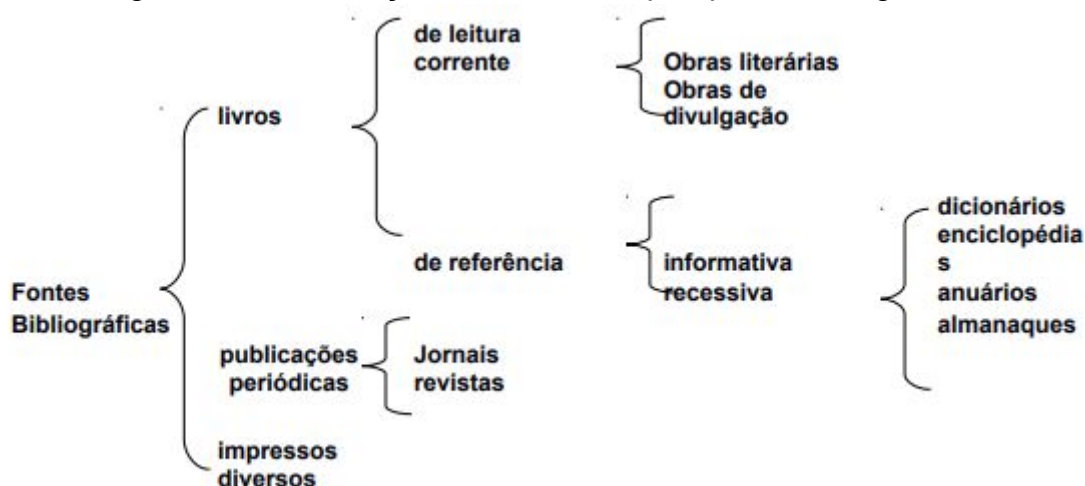 de leitura
corrente
Obras literárias
Obras de
divulgação
livros
dicionários
enciclopédia
s
anuários
almanaques
de referência
informativa
recessiva
Fontes
Bibliográficas
publicações
periódicas
Jornais
revistas
impressos
diversos